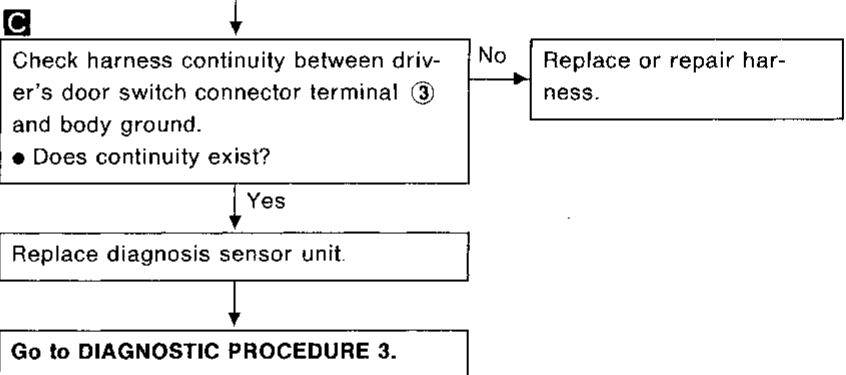 C
Check harness continuity between driv-
er's door switch connector terminal ③
and body ground.
● Does continuity exist?
No
Replace or repair har-
ness.
Yes
Replace diagnosis sensor unit.
Go to DIAGNOSTIC PROCEDURE 3.